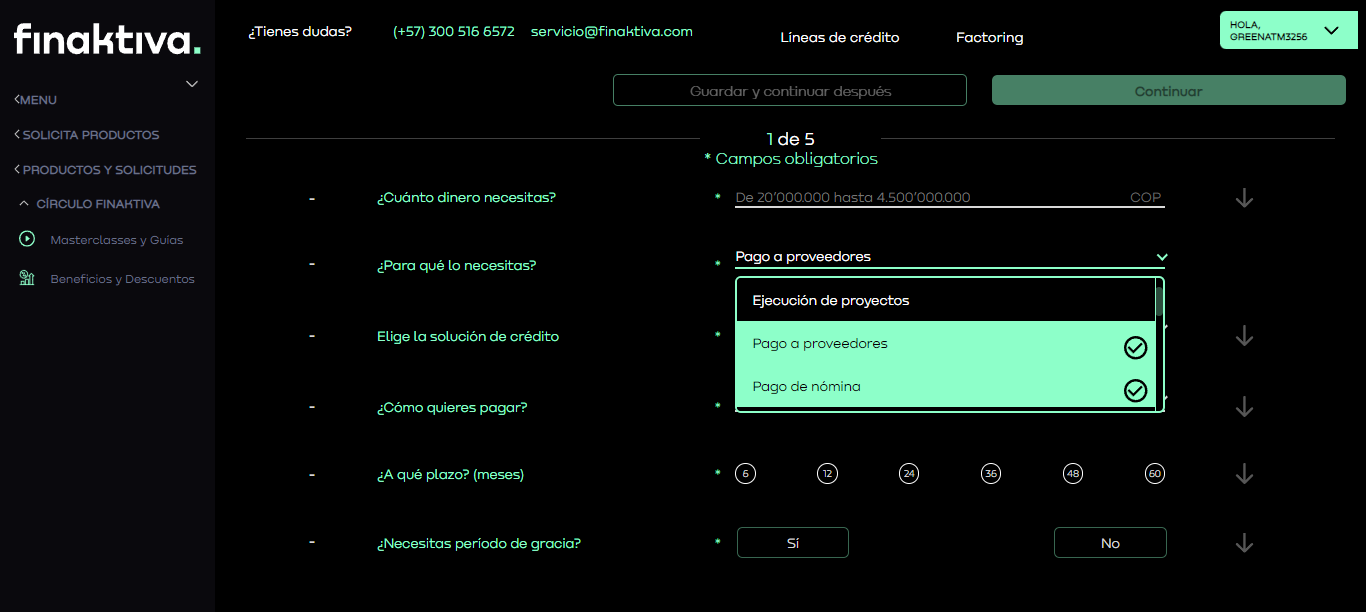 finaktiva.
¿Tienes dudas?
(+57) 300 516 6572
servicio@finaktiva.com
Líneas de crédito
Factoring
HOLA,
GREENATM3256
MENU
SOLICITA PRODUCTOS
PRODUCTOS Y SOLICITUDES
CÍRCULO FINAKTIVA
Masterclasses y Guías
Beneficios y Descuentos
Guardar y continuar después
Continuar
1 de 5
* Campos obligatorios
- ¿Cuánto dinero necesitas? * De 20'000.000 hasta 4.500'000.000 COP
- ¿Para qué lo necesitas? * Pago a proveedores
Ejecución de proyectos
Pago a proveedores
Pago de nómina
- Elige la solución de crédito *
- ¿Cómo quieres pagar? *
- ¿A qué plazo? (meses) * 6 12 24 36 48 60
- ¿Necesitas período de gracia? * Sí No